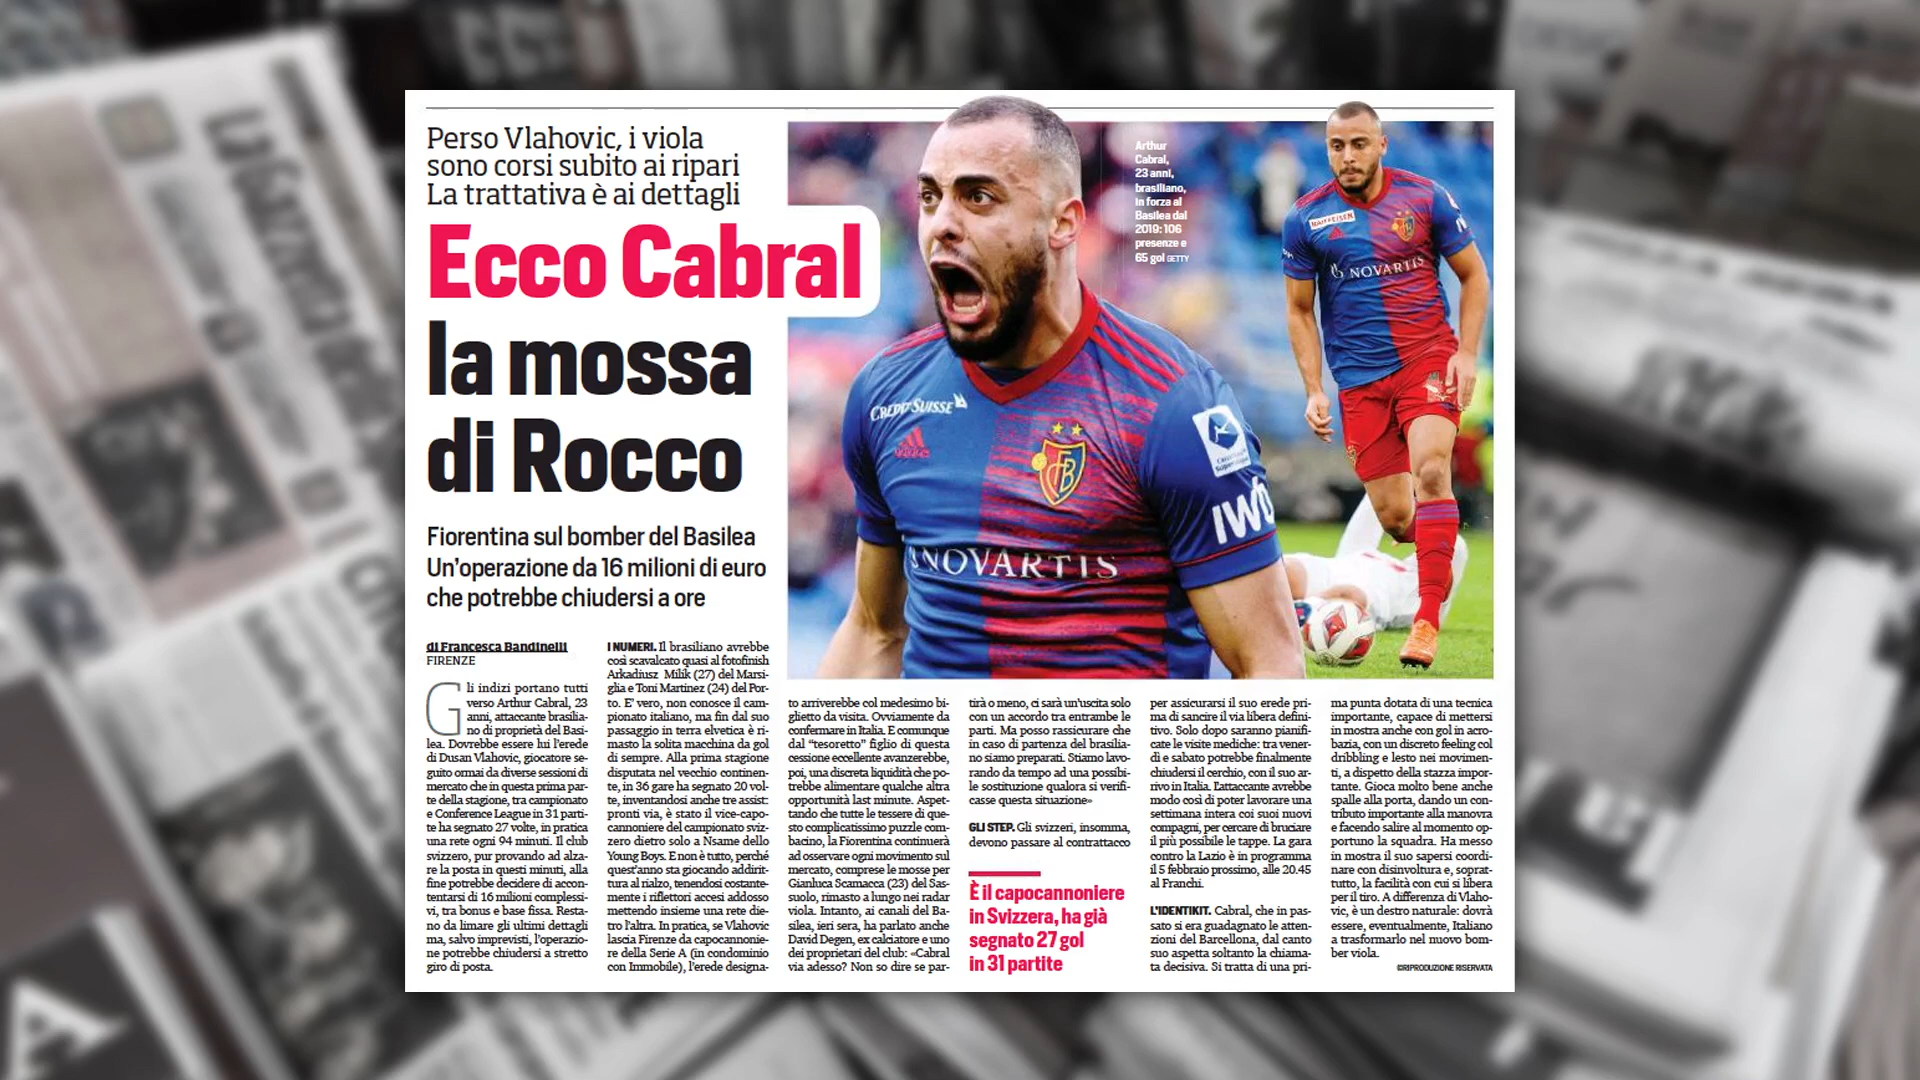 Perso Vlahovic, i viola
sono corsi subito ai ripari
La trattativa è ai dettagli
Ecco Cabral
la mossa
di Rocco
Fiorentina sul bomber del Basilea
Un'operazione da 16 milioni di euro
che potrebbe chiudersi a ore
Arthur
Cabral,
23 anni,
brasiliano,
in forza al
Basilea dal
2019: 106
presenze e
65 gol GETTY
CREDIT SUISSE
adidas
FCB
IWB
NOVARTIS
RAIFFEISEN
NOVARTIS
di Francesca Bandinelli
FIRENZE
Gli indizi portano tutti
verso Arthur Cabral, 23
anni, attaccante brasilia-
no di proprietà del Basi-
lea. Dovrebbe essere lui l'erede
di Dusan Vlahovic, giocatore se-
guito ormai da diverse sessioni di
mercato che in questa prima par-
te della stagione, tra campionato
e Conference League in 31 parti-
te ha segnato 27 volte, in pratica
una rete ogni 94 minuti. Il club
svizzero, pur provando ad alza-
re la posta in questi minuti, alla
fine potrebbe decidere di accon-
tentarsi di 16 milioni complessi-
vi, tra bonus e base fissa. Resta-
no da limare gli ultimi dettagli
ma, salvo imprevisti, l'operazio-
ne potrebbe chiudersi a stretto
giro di posta.
I NUMERI. Il brasiliano avrebbe
così scavalcato quasi al fotofinish
Arkadiusz Milik (27) del Marsi-
glia e Toni Martinez (24) del Por-
to. E' vero, non conosce il cam-
pionato italiano, ma fin dal suo
passaggio in terra elvetica è ri-
masto la solita macchina da gol
di sempre. Alla prima stagione
disputata nel vecchio continen-
te, in 36 gare ha segnato 20 vol-
te, inventandosi anche tre assist:
pronti via, è stato il vice-capo-
cannoniere del campionato sviz-
zero dietro solo a Nsame dello
Young Boys. E non è tutto, perché
quest'anno sta giocando addirit-
tura al rialzo, tenendosi costante-
mente i riflettori accesi addosso
mettendo insieme una rete die-
tro l'altra. In pratica, se Vlahovic
lascia Firenze da capocannonie-
re della Serie A (in condominio
con Immobile), l'erede designa-
to arriverebbe col medesimo bi-
glietto da visita. Ovviamente da
confermare in Italia. E comunque
dal “tesoretto” figlio di questa
cessione eccellente avanzerebbe,
poi, una discreta liquidità che po-
trebbe alimentare qualche altra
opportunità last minute. Aspet-
tando che tutte le tessere di que-
sto complicatissimo puzzle com-
bacino, la Fiorentina continuerà
ad osservare ogni movimento sul
mercato, comprese le mosse per
Gianluca Scamacca (23) del Sas-
suolo, rimasto a lungo nei radar
viola. Intanto, ai canali del Ba-
silea, ieri sera, ha parlato anche
David Degen, ex calciatore e uno
dei proprietari del club: «Cabral
via adesso? Non so dire se par-
tirà o meno, ci sarà un'uscita solo
con un accordo tra entrambe le
parti. Ma posso rassicurare che
in caso di partenza del brasilia-
no siamo preparati. Stiamo lavo-
rando da tempo ad una possibi-
le sostituzione qualora si verifi-
casse questa situazione»
GLI STEP. Gli svizzeri, insomma,
devono passare al contrattacco
È il capocannoniere
in Svizzera, ha già
segnato 27 gol
in 31 partite
per assicurarsi il suo erede pri-
ma di sancire il via libera defini-
tivo. Solo dopo saranno pianifi-
cate le visite mediche: tra vener-
dì e sabato potrebbe finalmente
chiudersi il cerchio, con il suo ar-
rivo in Italia. L'attaccante avrebbe
modo così di poter lavorare una
settimana intera coi suoi nuovi
compagni, per cercare di bruciare
il più possibile le tappe. La gara
contro la Lazio è in programma
il 5 febbraio prossimo, alle 20.45
al Franchi.
L'IDENTIKIT. Cabral, che in pas-
sato si era guadagnato le atten-
zioni del Barcellona, dal canto
suo aspetta soltanto la chiama-
ta decisiva. Si tratta di una pri-
ma punta dotata di una tecnica
importante, capace di mettersi
in mostra anche con gol in acro-
bazia, con un discreto feeling col
dribbling e lesto nei movimen-
ti, a dispetto della stazza impor-
tante. Gioca molto bene anche
spalle alla porta, dando un con-
tributo importante alla manovra
e facendo salire al momento op-
portuno la squadra. Ha messo
in mostra il suo sapersi coordi-
nare con disinvoltura e, soprat-
tutto, la facilità con cui si libera
per il tiro. A differenza di Vlaho-
vic, è un destro naturale: dovrà
essere, eventualmente, Italiano
a trasformarlo nel nuovo bom-
ber viola.
©RIPRODUZIONE RISERVATA